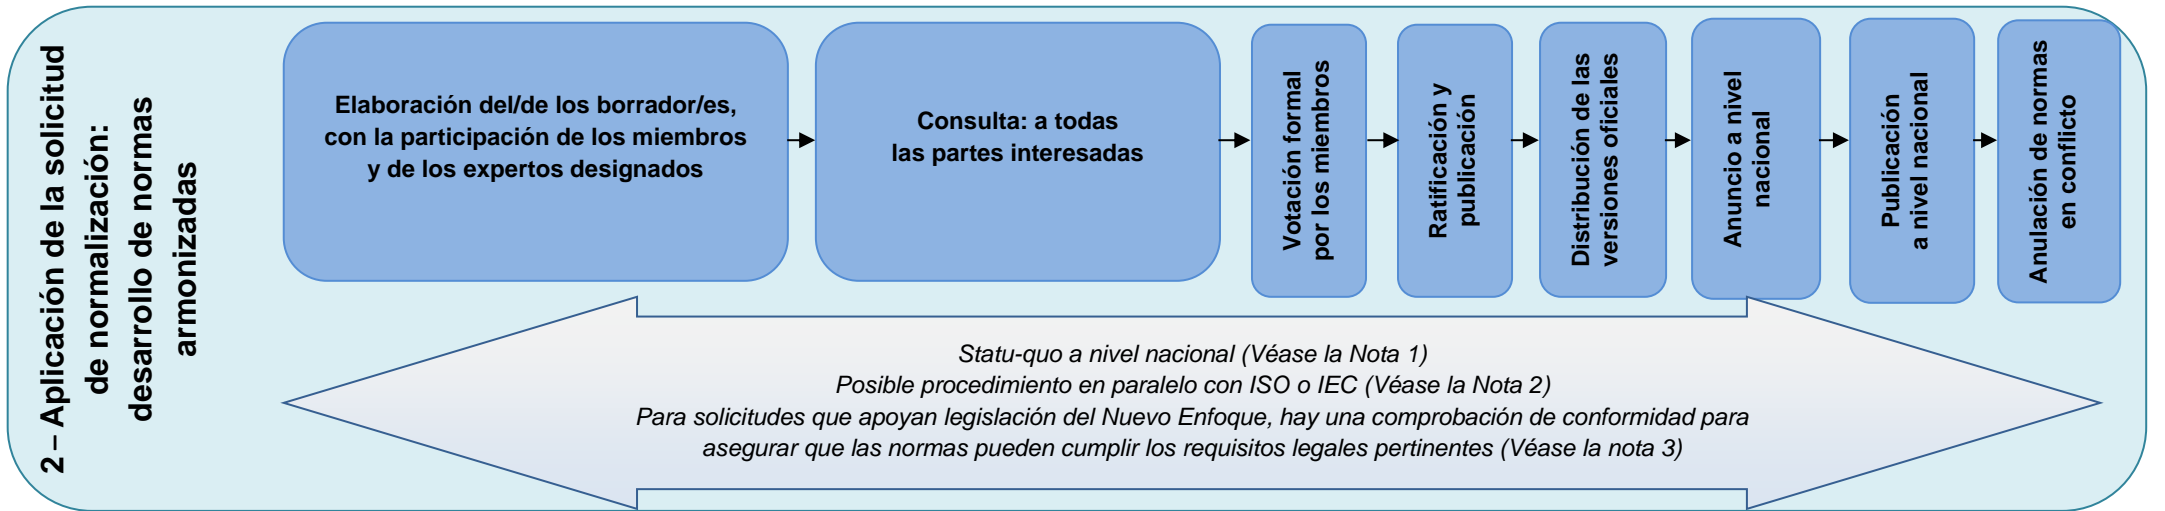 2 – Aplicación de la solicitud
de normalización:
desarrollo de normas
armonizadas
Elaboración del/de los borrador/es,
con la participación de los miembros
y de los expertos designados
Consulta: a todas
las partes interesadas
Votación formal
por los miembros
Ratificación y
publicación
Distribución de las
versiones oficiales
Anuncio a nivel
nacional
Publicación
a nivel nacional
Anulación de normas
en conflicto
Statu-quo a nivel nacional (Véase la Nota 1)
Posible procedimiento en paralelo con ISO o IEC (Véase la Nota 2)
Para solicitudes que apoyan legislación del Nuevo Enfoque, hay una comprobación de conformidad para
asegurar que las normas pueden cumplir los requisitos legales pertinentes (Véase la nota 3)